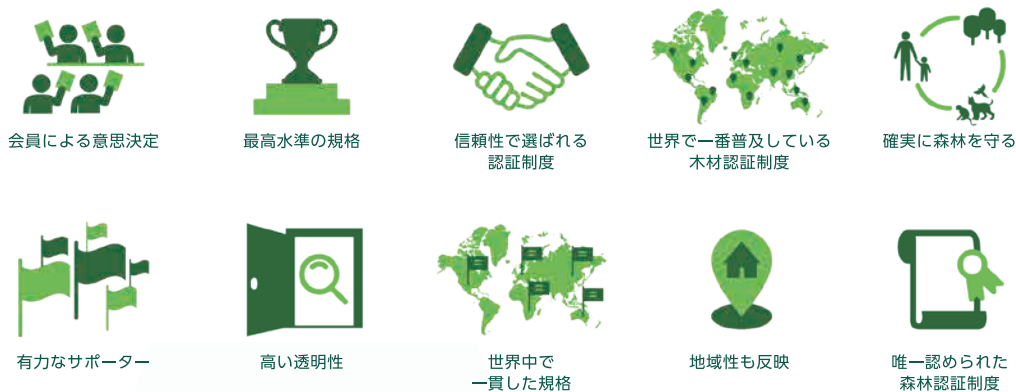 会員による意思決定
最高水準の規格
信頼性で選ばれる
認証制度
世界で一番普及している
木材認証制度
確実に森林を守る
有力なサポーター
高い透明性
世界中で
一貫した規格
地域性も反映
唯一認められた
森林認証制度